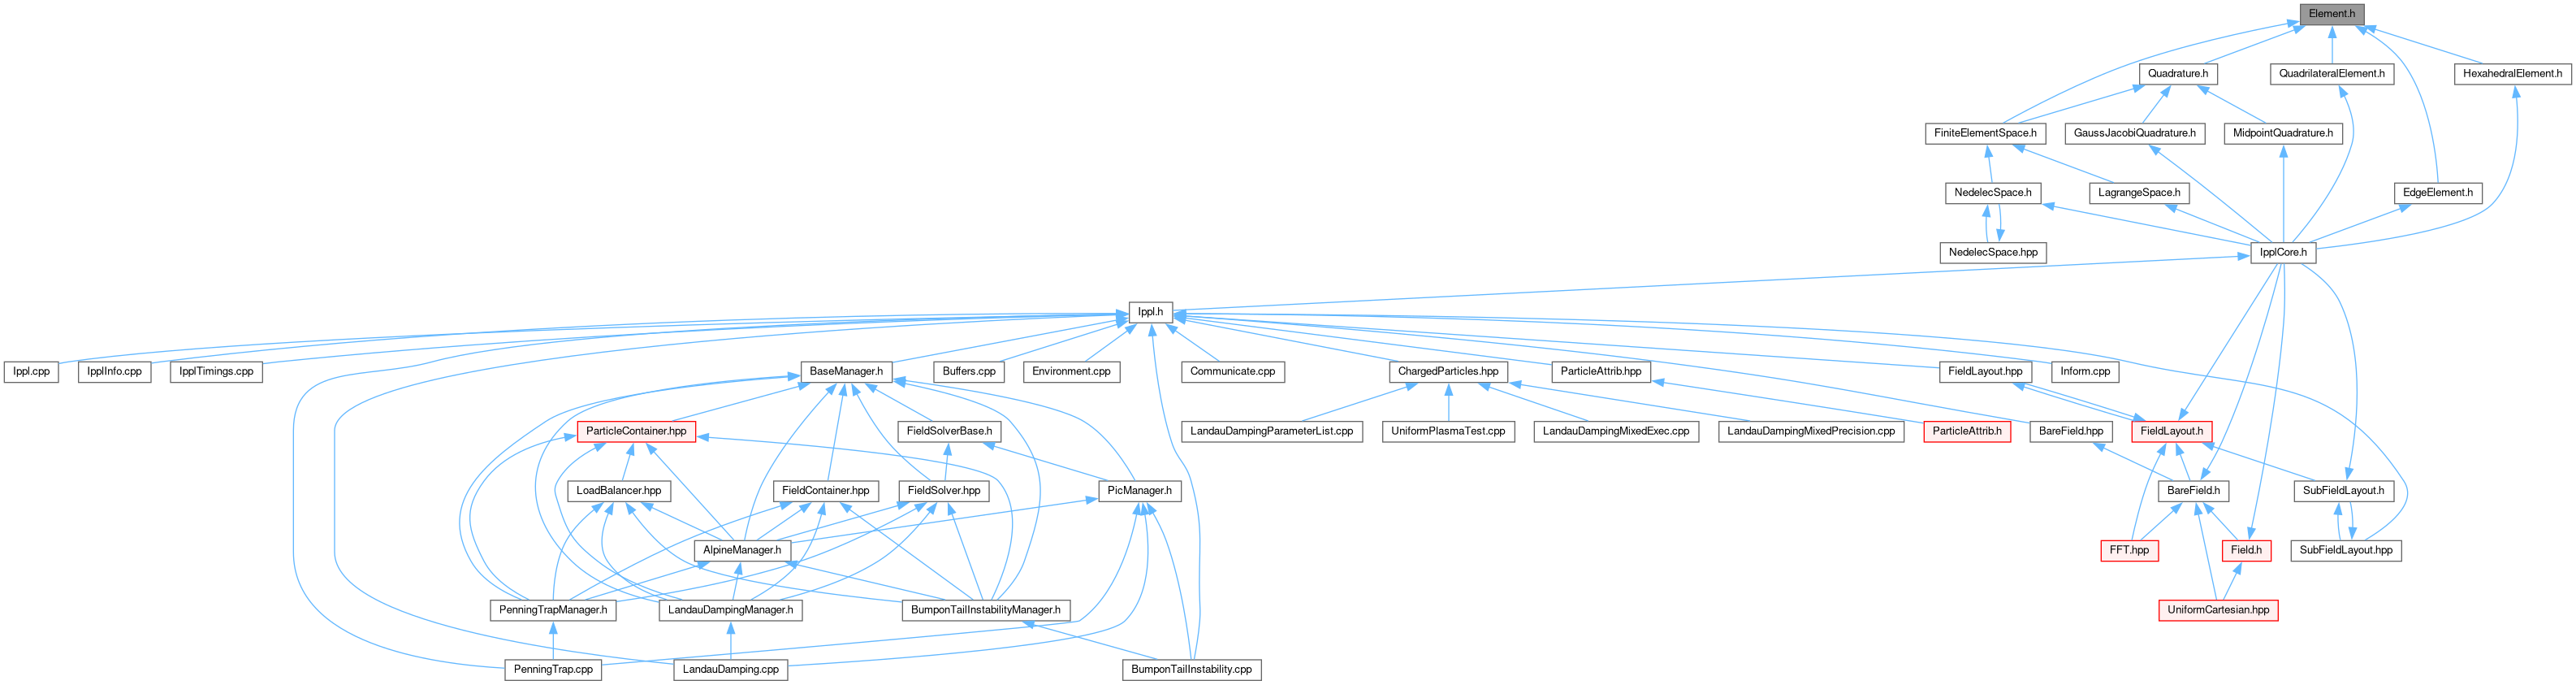 Element.h
Quadrature.h
QuadrilateralElement.h
HexahedralElement.h
FiniteElementSpace.h
GaussJacobiQuadrature.h
MidpointQuadrature.h
NedelecSpace.h
LagrangeSpace.h
EdgeElement.h
NedelecSpace.hpp
IpplCore.h
Ippl.h
Ippl.cpp
IpplInfo.cpp
IpplTimings.cpp
BaseManager.h
Buffers.cpp
Environment.cpp
Communicate.cpp
ChargedParticles.hpp
ParticleAttrib.hpp
FieldLayout.hpp
Inform.cpp
ParticleContainer.hpp
FieldSolverBase.h
LandauDampingParameterList.cpp
UniformPlasmaTest.cpp
LandauDampingMixedExec.cpp
LandauDampingMixedPrecision.cpp
ParticleAttrib.h
BareField.hpp
FieldLayout.h
LoadBalancer.hpp
FieldContainer.hpp
FieldSolver.hpp
PicManager.h
BareField.h
SubFieldLayout.h
AlpineManager.h
FFT.hpp
Field.h
SubFieldLayout.hpp
PenningTrapManager.h
LandauDampingManager.h
BumponTailInstabilityManager.h
UniformCartesian.hpp
PenningTrap.cpp
LandauDamping.cpp
BumponTailInstability.cpp